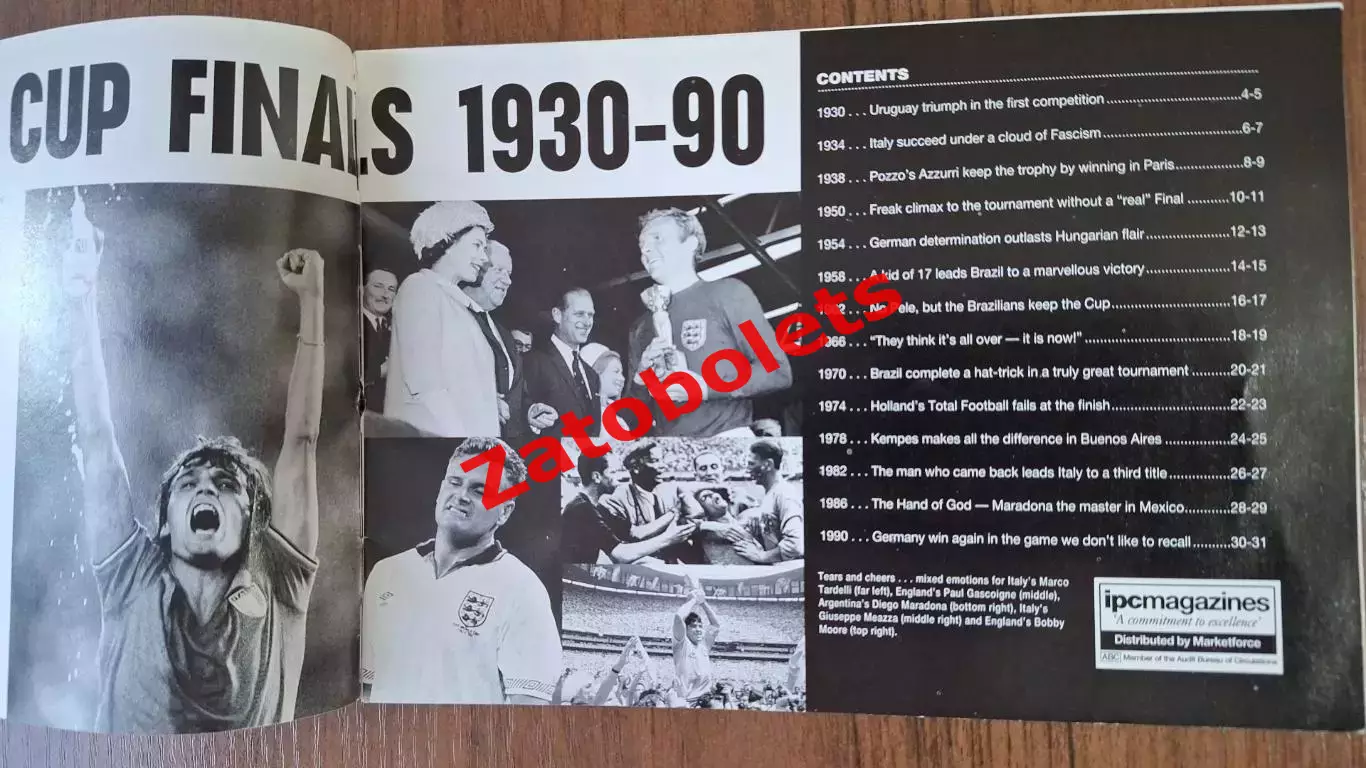 CUP FINALS 1930-90
CONTENTS
1930 ... Uruguay triumph in the first competition ... 4-5
1934 ... Italy succeed under a cloud of Fascism ... 6-7
1938 ... Pozzo's Azzurri keep the trophy by winning in Paris ... 8-9
1950 ... Freak climax to the tournament without a "real" Final ... 10-11
1954 ... German determination outlasts Hungarian flair ... 12-13
1958 ... A kid of 17 leads Brazil to a marvellous victory ... 14-15
1962 ... No Pele, but the Brazilians keep the Cup ... 16-17
1966 ... "They think it's all over — it is now!" ... 18-19
1970 ... Brazil complete a hat-trick in a truly great tournament ... 20-21
1974 ... Holland's Total Football fails at the finish ... 22-23
1978 ... Kempes makes all the difference in Buenos Aires ... 24-25
1982 ... The man who came back leads Italy to a third title ... 26-27
1986 ... The Hand of God — Maradona the master in Mexico ... 28-29
1990 ... Germany win again in the game we don't like to recall ... 30-31
Tears and cheers ... mixed emotions for Italy's Marco
Tardelli (far left), England's Paul Gascoigne (middle),
Argentina's Diego Maradona (bottom right), Italy's
Giuseppe Meazza (middle right) and England's Bobby
Moore (top right).
ipcmagazines
'A commitment to excellence'
Distributed by Marketforce
ABC Member of the Audit Bureau of Circulations
Zatobolets